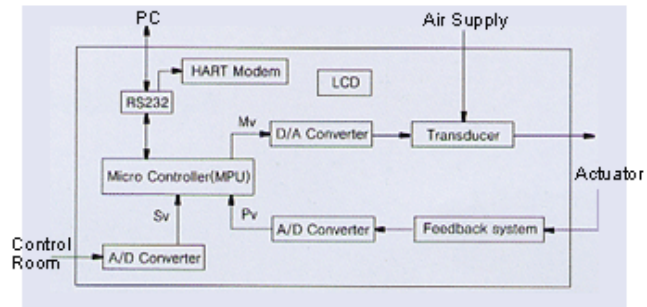 PC
Air Supply
HART Modem
LCD
RS232
Mv
D/A Converter
Transducer
Micro Controller(MPU)
Actuator
Sv
Pv
A/D Converter
Feedback system
Control
Room
A/D Converter